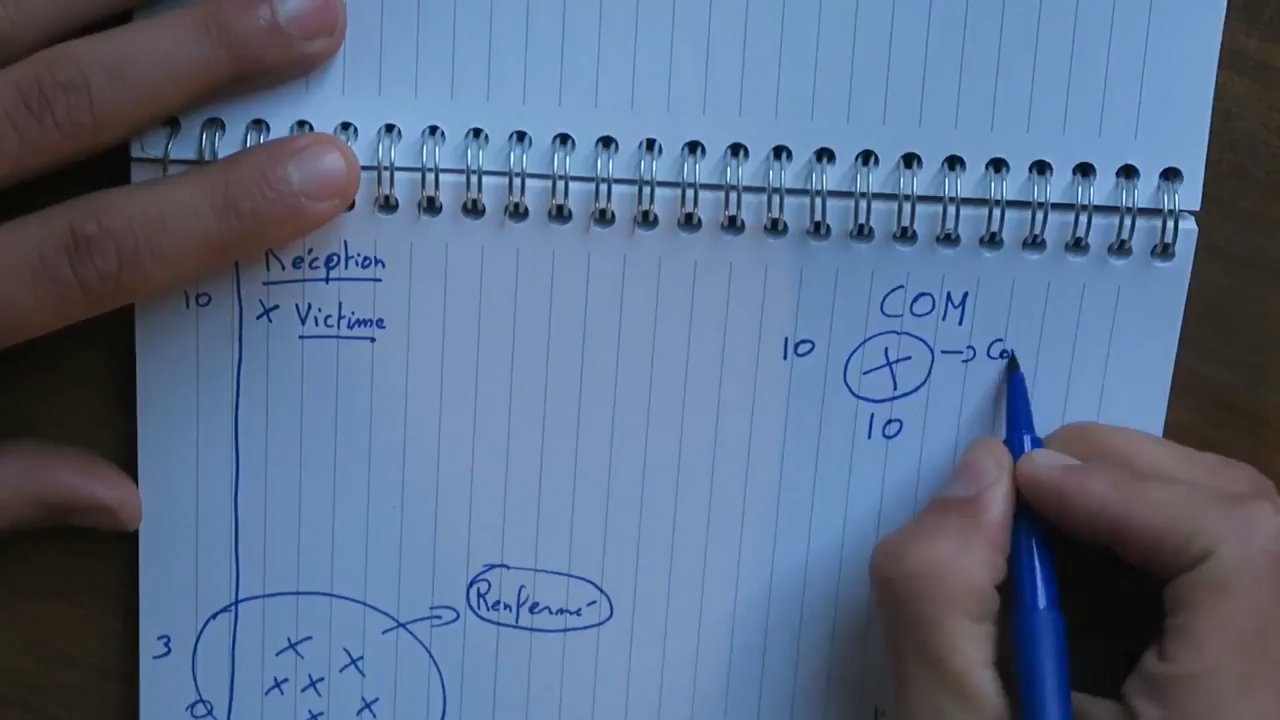 Réception
10 x Victime
COM
10 x → Co
10
Renfermé
3 x x
x x x